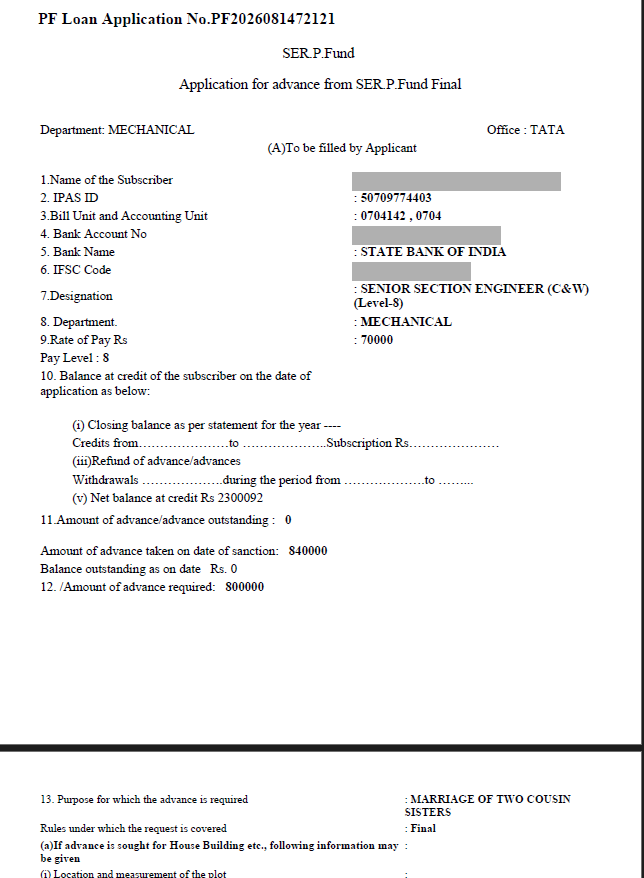 PF Loan Application No.PF2026081472121
SER.P.Fund
Application for advance from SER.P.Fund Final
Department: MECHANICAL Office : TATA
(A)To be filled by Applicant
1.Name of the Subscriber
2. IPAS ID : 50709774403
3.Bill Unit and Accounting Unit : 0704142 , 0704
4. Bank Account No
5. Bank Name : STATE BANK OF INDIA
6. IFSC Code
7.Designation : SENIOR SECTION ENGINEER (C&W)
(Level-8)
8. Department. : MECHANICAL
9.Rate of Pay Rs : 70000
Pay Level : 8
10. Balance at credit of the subscriber on the date of
application as below:
(i) Closing balance as per statement for the year ----
Credits from…………………to ………………..Subscription Rs…………………
(iii)Refund of advance/advances
Withdrawals ……………….during the period from ……………….to ……...
(v) Net balance at credit Rs 2300092
11.Amount of advance/advance outstanding : 0
Amount of advance taken on date of sanction: 840000
Balance outstanding as on date Rs. 0
12. /Amount of advance required: 800000
13. Purpose for which the advance is required : MARRIAGE OF TWO COUSIN
SISTERS
Rules under which the request is covered : Final
(a)If advance is sought for House Building etc., following information may :
be given
(i) Location and measurement of the plot :